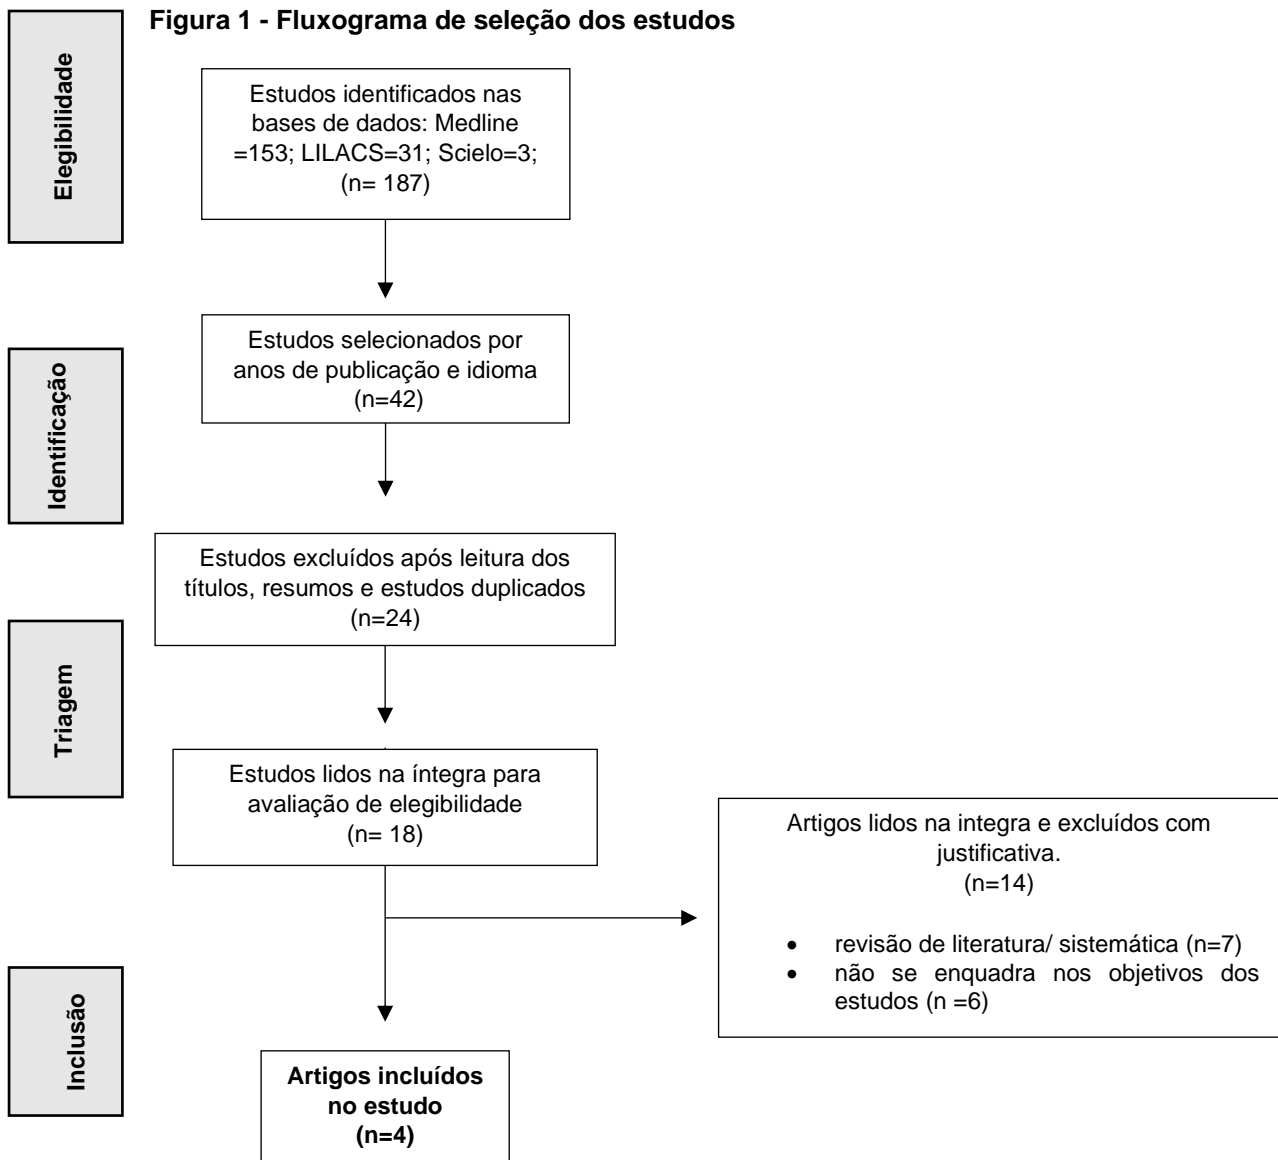 Figura 1 - Fluxograma de seleção dos estudos
Elegibilidade
Estudos identificados nas
bases de dados: Medline
=153; LILACS=31; Scielo=3;
(n= 187)
Identificação
Estudos selecionados por
anos de publicação e idioma
(n=42)
Estudos excluídos após leitura dos
títulos, resumos e estudos duplicados
(n=24)
Triagem
Estudos lidos na íntegra para
avaliação de elegibilidade
(n= 18)
Artigos lidos na integra e excluídos com
justificativa.
(n=14)
• revisão de literatura/ sistemática (n=7)
• não se enquadra nos objetivos dos
estudos (n =6)
Inclusão
Artigos incluídos
no estudo
(n=4)